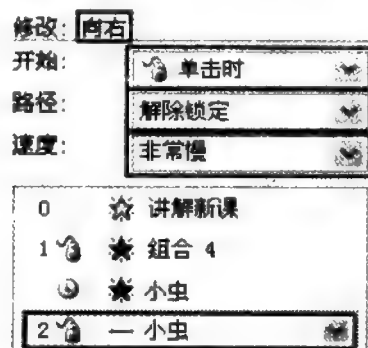 修改: 向右
开始: 单击时
路径: 解除锁定
速度: 非常慢
0 讲解新课
1 组合 4
小虫
2 小虫